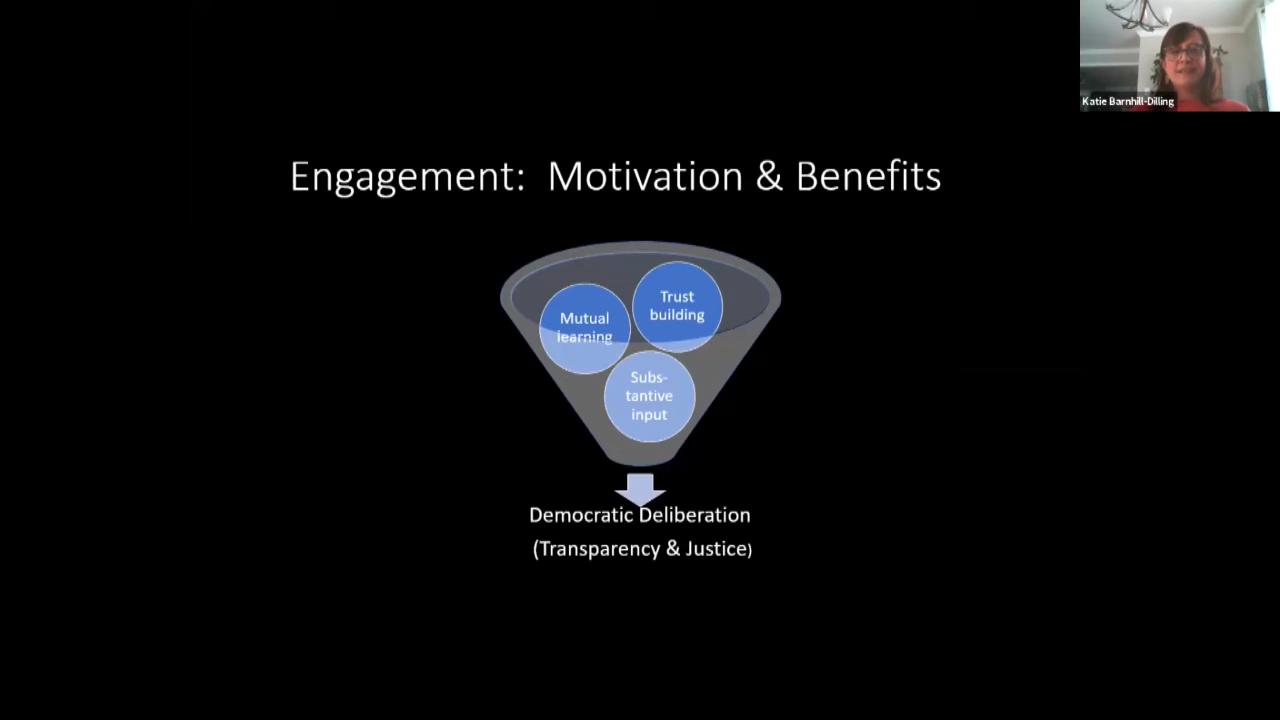 Katie Barnhill-Dilling
Engagement: Motivation & Benefits
Trust
building
Mutual
learning
Subs-
tantive
input
Democratic Deliberation
(Transparency & Justice)